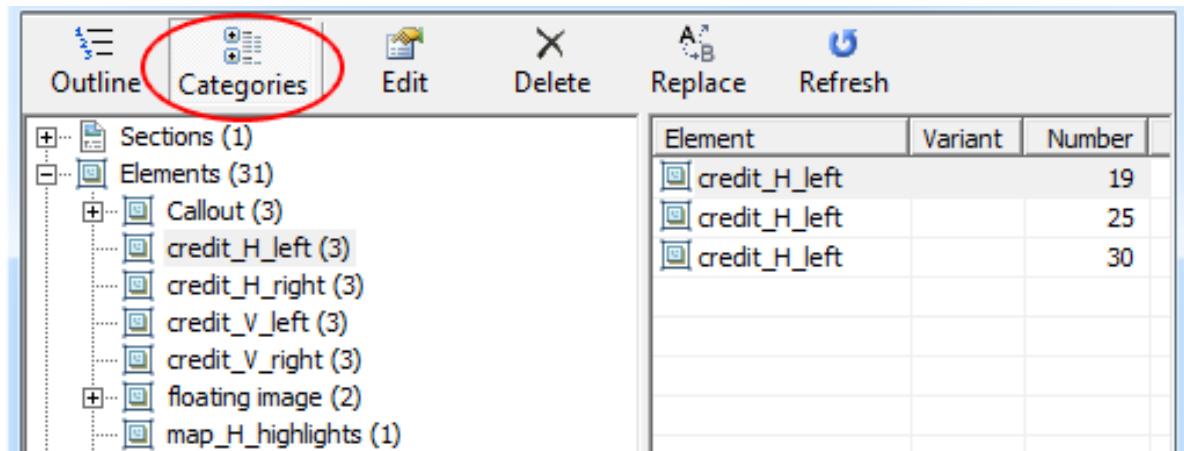 Outline Categories Edit Delete Replace Refresh
Sections (1)
Elements (31)
Callout (3)
credit_H_left (3)
credit_H_right (3)
credit_V_left (3)
credit_V_right (3)
floating image (2)
map_H_highlights (1)
Element Variant Number
credit_H_left 19
credit_H_left 25
credit_H_left 30